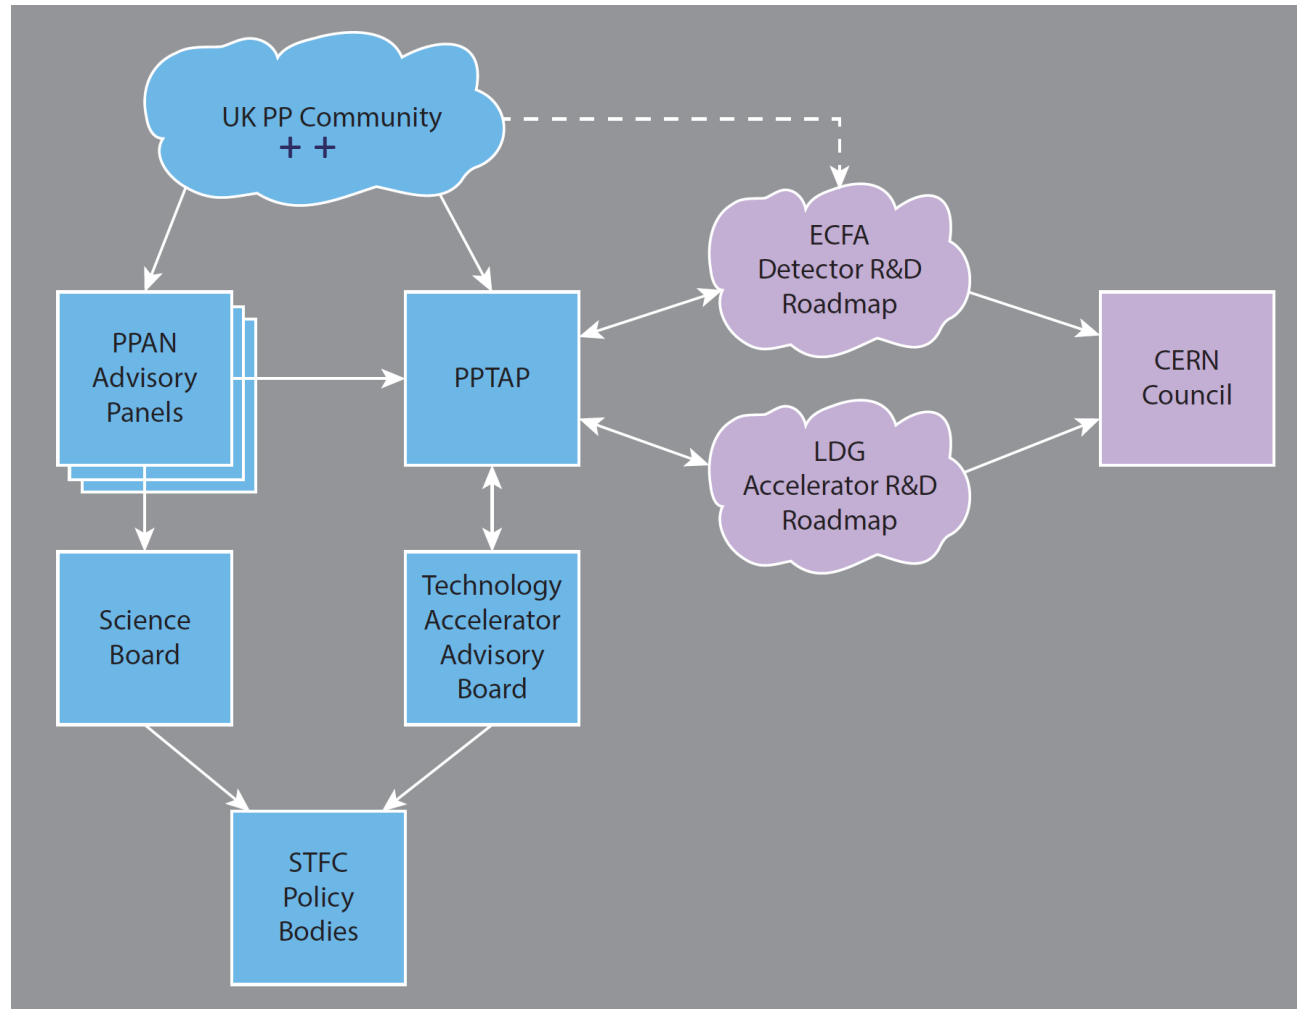 UK PP Community
++
ECFA
Detector R&D
Roadmap
PPAN
Advisory
Panels
PPTAP
CERN
Council
LDG
Accelerator R&D
Roadmap
Science
Board
Technology
Accelerator
Advisory
Board
STFC
Policy
Bodies